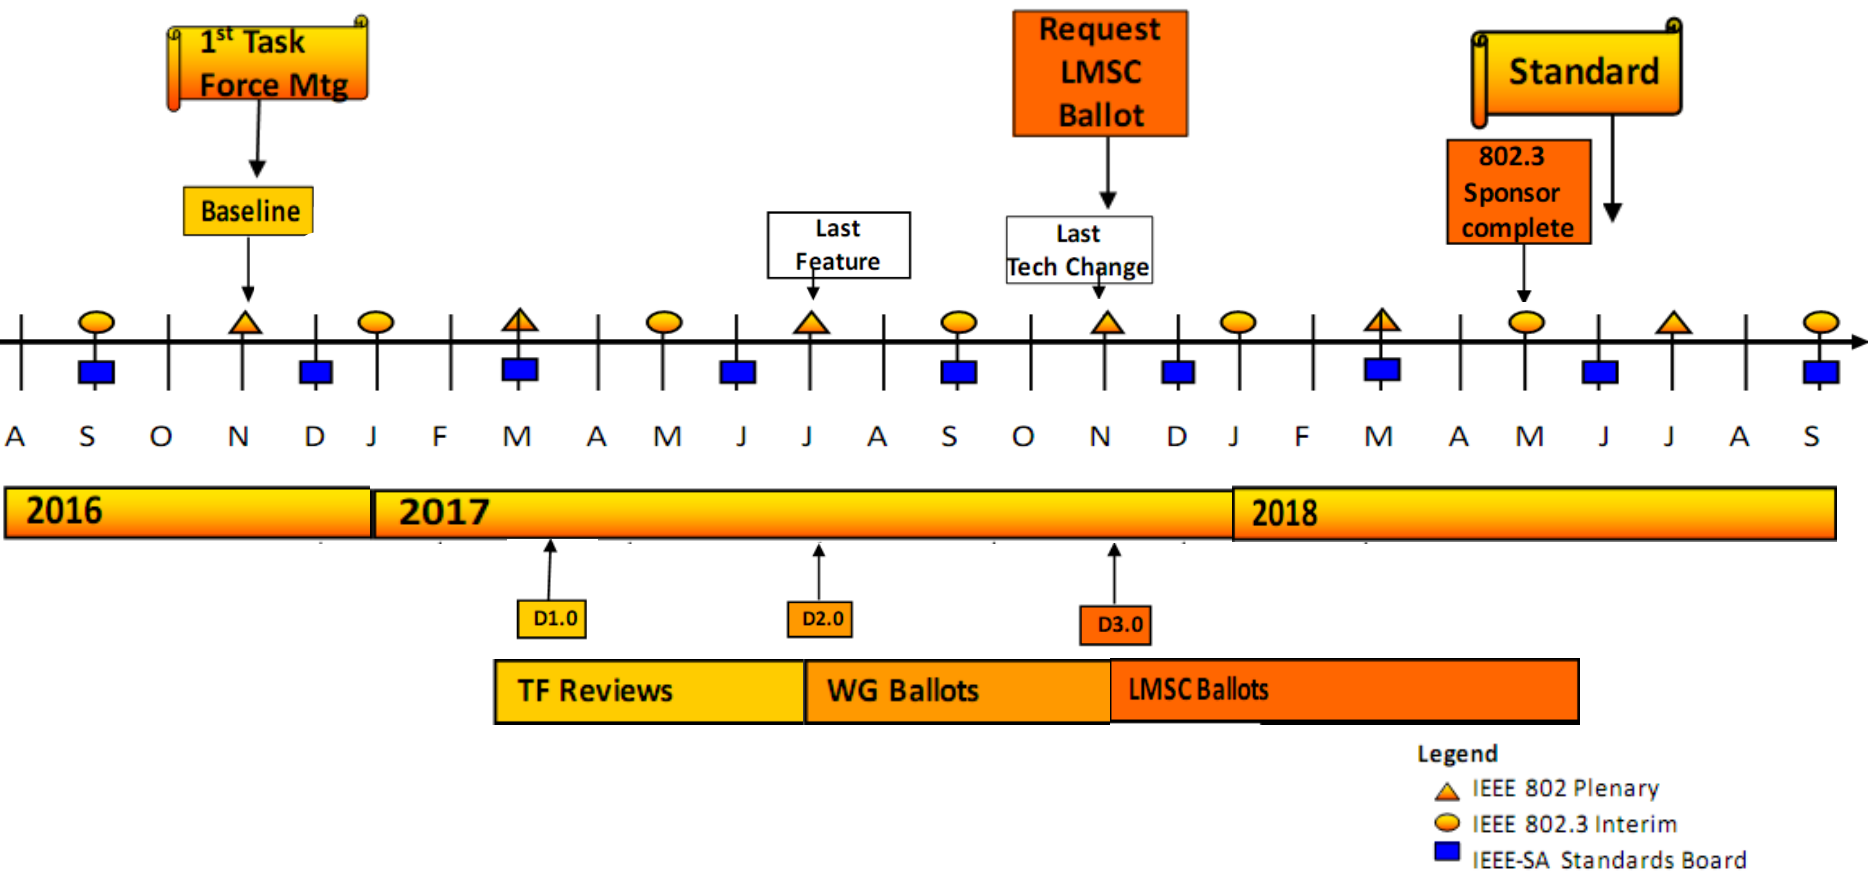 1st Task
Force Mtg
Baseline
Last
Feature
Request
LMSC
Ballot
Last
Tech Change
Standard
802.3
Sponsor
complete
A S O N D J F M A M J J A S O N D J F M A M J J A S
2016 2017 2018
D1.0 D2.0 D3.0
TF Reviews WG Ballots LMSC Ballots
Legend
IEEE 802 Plenary
IEEE 802.3 Interim
IEEE-SA Standards Board